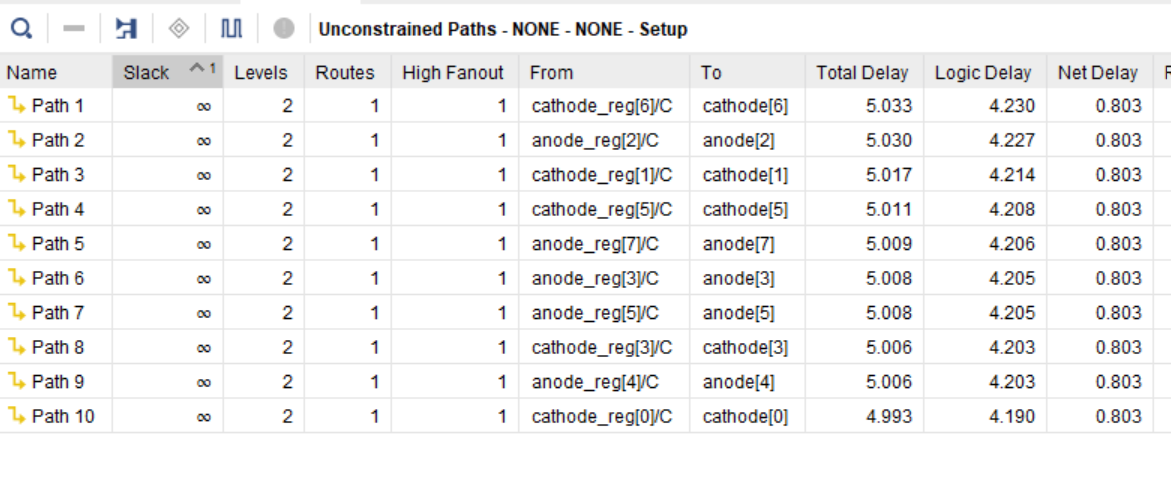 Unconstrained Paths - NONE - NONE - Setup
Name Slack ^ 1 Levels Routes High Fanout From To Total Delay Logic Delay Net Delay
Path 1 ∞ 2 1 1 cathode_reg[6]/C cathode[6] 5.033 4.230 0.803
Path 2 ∞ 2 1 1 anode_reg[2]/C anode[2] 5.030 4.227 0.803
Path 3 ∞ 2 1 1 cathode_reg[1]/C cathode[1] 5.017 4.214 0.803
Path 4 ∞ 2 1 1 cathode_reg[5]/C cathode[5] 5.011 4.208 0.803
Path 5 ∞ 2 1 1 anode_reg[7]/C anode[7] 5.009 4.206 0.803
Path 6 ∞ 2 1 1 anode_reg[3]/C anode[3] 5.008 4.205 0.803
Path 7 ∞ 2 1 1 anode_reg[5]/C anode[5] 5.008 4.205 0.803
Path 8 ∞ 2 1 1 cathode_reg[3]/C cathode[3] 5.006 4.203 0.803
Path 9 ∞ 2 1 1 anode_reg[4]/C anode[4] 5.006 4.203 0.803
Path 10 ∞ 2 1 1 cathode_reg[0]/C cathode[0] 4.993 4.190 0.803